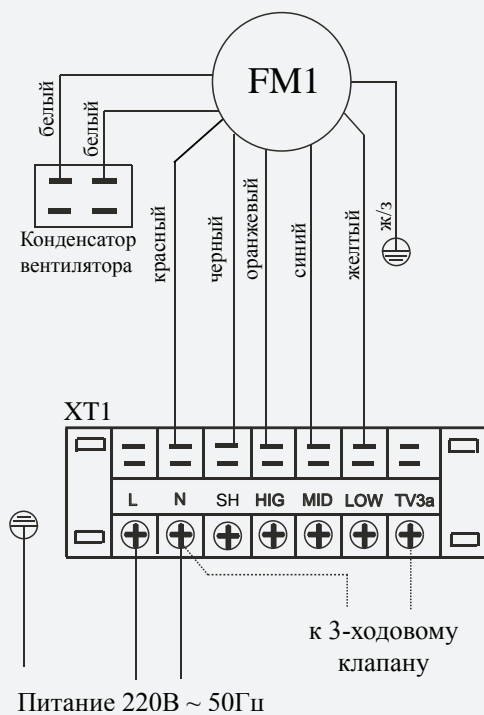 FM1
белый
белый
Конденсатор
вентилятора
красный
черный
оранжевый
синий
желтый
ж/з
XT1
L N SH HIG MID LOW TV3a
к 3-ходовому
клапану
Питание 220В ~ 50Гц